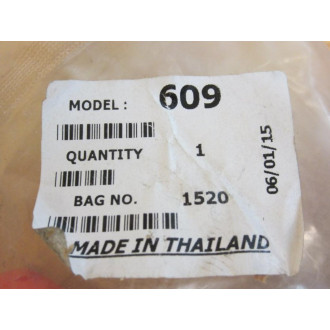 MODEL : 609
QUANTITY 1
BAG NO. 1520
MADE IN THAILAND
06/01/15